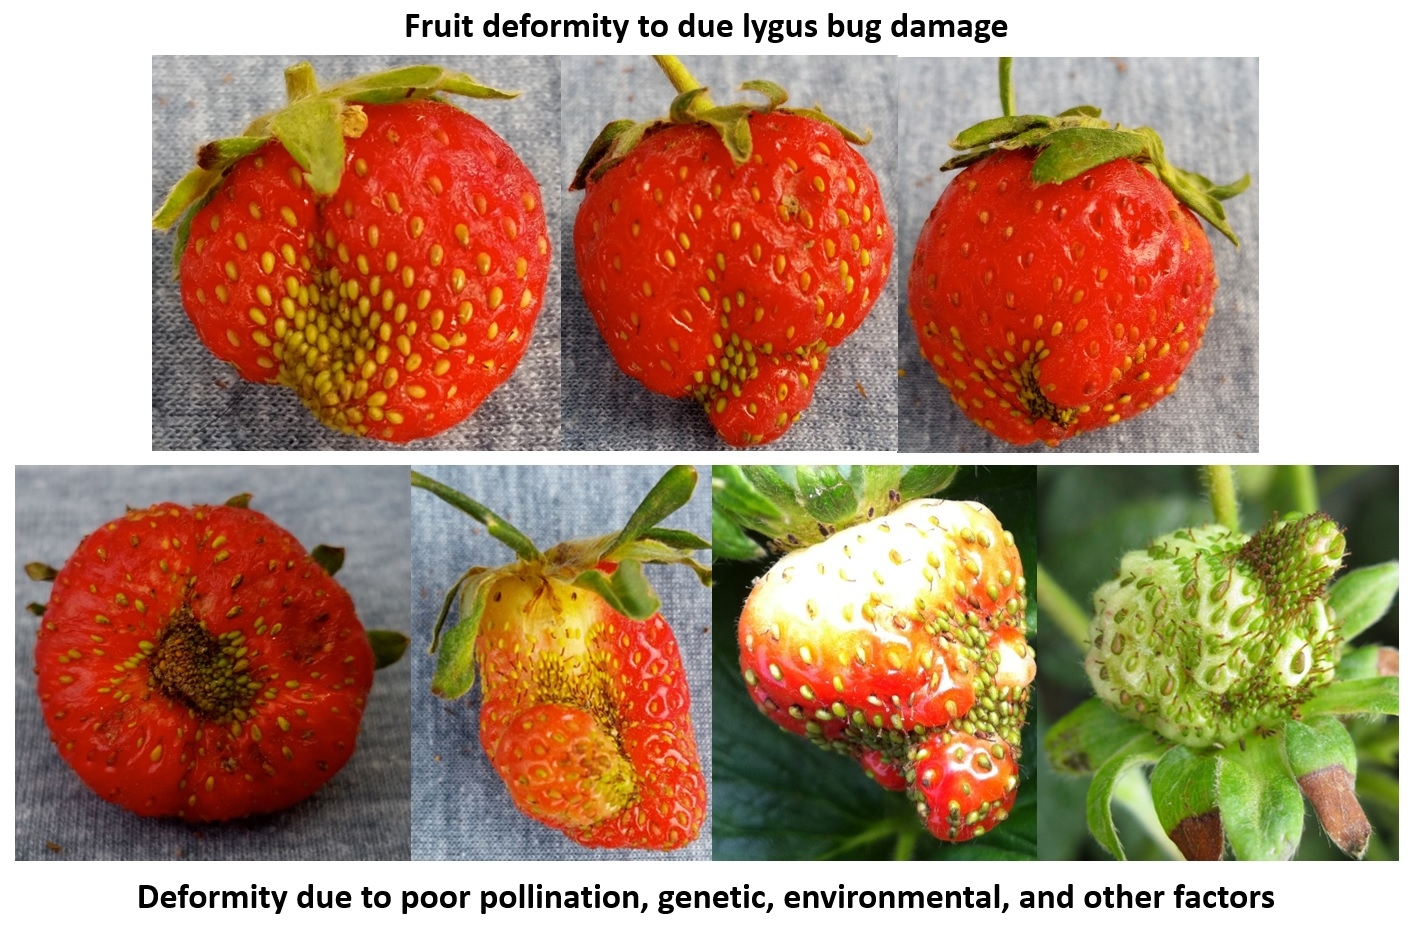 Fruit deformity to due lygus bug damage
Deformity due to poor pollination, genetic, environmental, and other factors